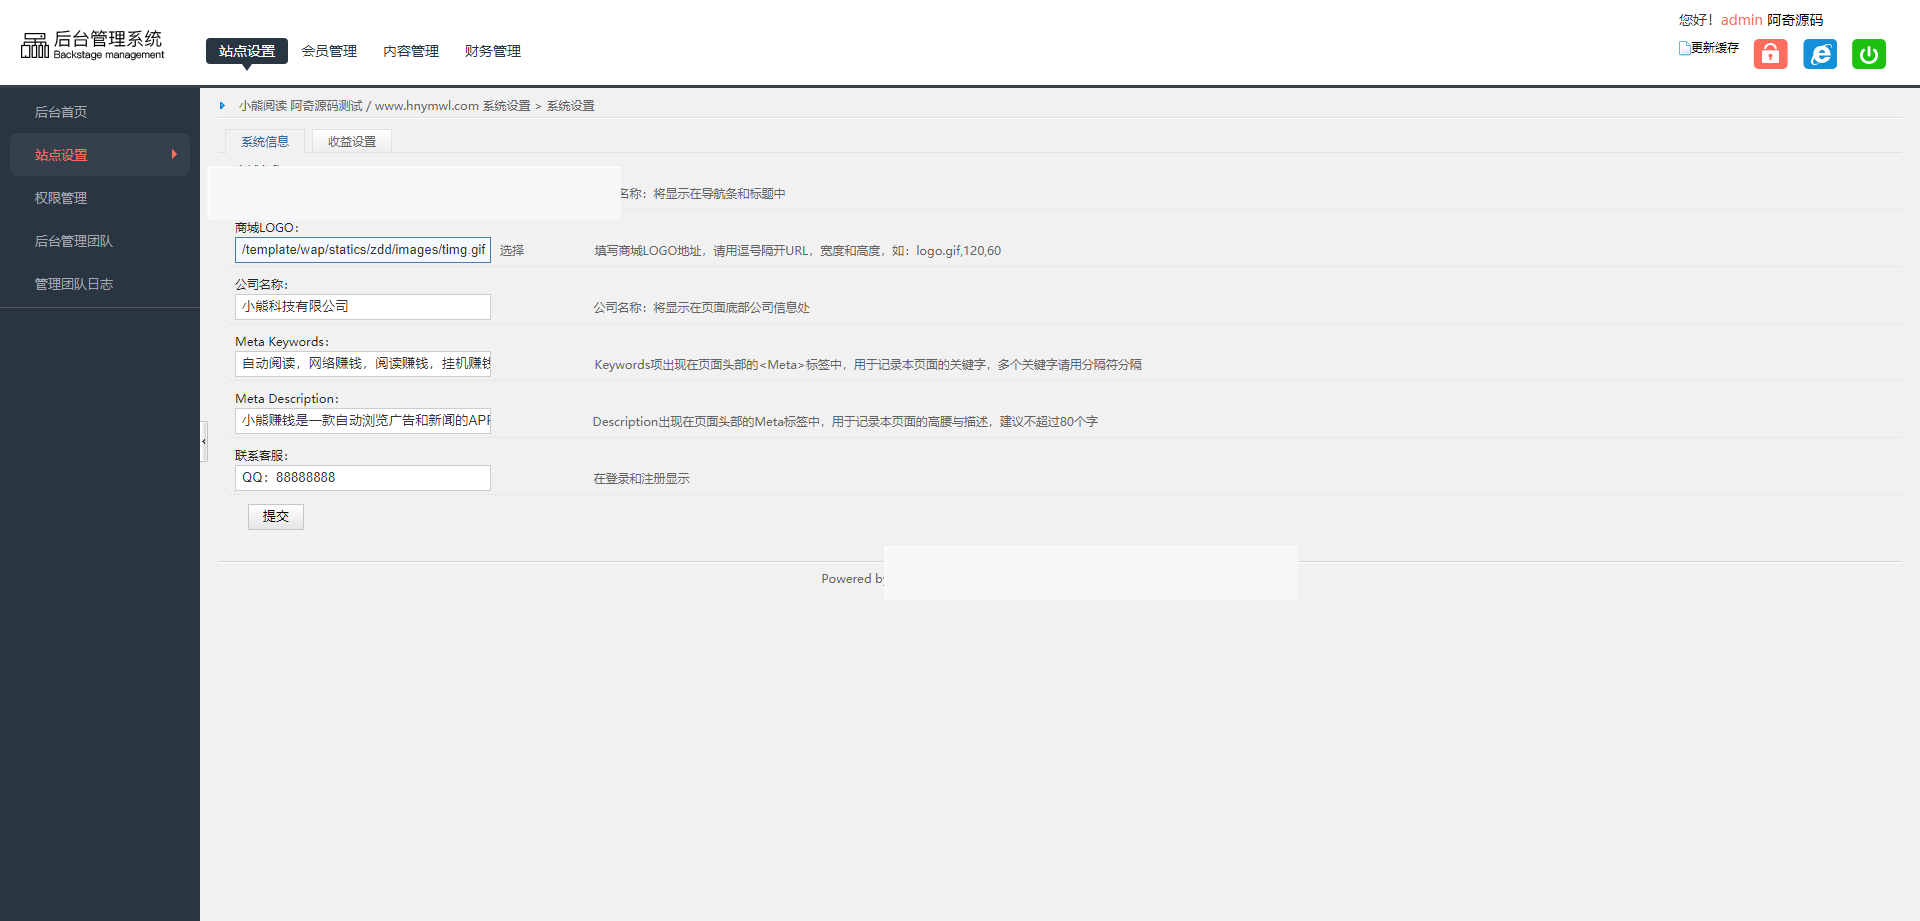 后台管理系统
Backstage management
站点设置 会员管理 内容管理 财务管理
您好！admin 阿奇源码
更新缓存
后台首页
站点设置
权限管理
后台管理团队
管理团队日志
小熊阅读 阿奇源码测试 / www.hnymwl.com 系统设置 > 系统设置
系统信息 收益设置
名称：将显示在导航条和标题中
商城LOGO：
/template/wap/statics/zdd/images/timg.gif 选择 填写商城LOGO地址，请用逗号隔开URL，宽度和高度，如：logo.gif,120,60
公司名称：
小熊科技有限公司 公司名称：将显示在页面底部公司信息处
Meta Keywords：
自动阅读，网络赚钱，阅读赚钱，挂机赚钱 Keywords项出现在页面头部的<Meta>标签中，用于记录本页面的关键字，多个关键字请用分隔符分隔
Meta Description：
小熊赚钱是一款自动浏览广告和新闻的APP Description出现在页面头部的Meta标签中，用于记录本页面的高腰与描述，建议不超过80个字
联系客服：
QQ：88888888 在登录和注册显示
提交
Powered by